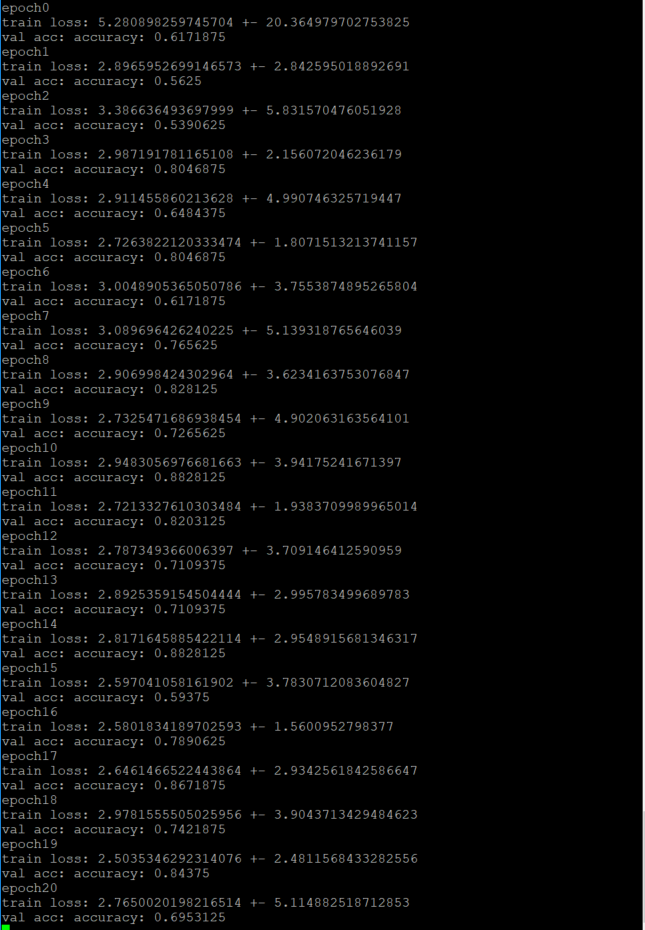 epoch0
train loss: 5.280898259745704 +- 20.364979702753825
val acc: accuracy: 0.6171875
epoch1
train loss: 2.8965952699146573 +- 2.842595018892691
val acc: accuracy: 0.5625
epoch2
train loss: 3.386636493697999 +- 5.831570476051928
val acc: accuracy: 0.5390625
epoch3
train loss: 2.987191781165108 +- 2.156072046236179
val acc: accuracy: 0.8046875
epoch4
train loss: 2.911455860213628 +- 4.990746325719447
val acc: accuracy: 0.6484375
epoch5
train loss: 2.7263822120333474 +- 1.8071513213741157
val acc: accuracy: 0.8046875
epoch6
train loss: 3.0048905365050786 +- 3.7553874895265804
val acc: accuracy: 0.6171875
epoch7
train loss: 3.089696426240225 +- 5.139318765646039
val acc: accuracy: 0.765625
epoch8
train loss: 2.906998424302964 +- 3.6234163753076847
val acc: accuracy: 0.828125
epoch9
train loss: 2.7325471686938454 +- 4.902063163564101
val acc: accuracy: 0.7265625
epoch10
train loss: 2.9483056976681663 +- 3.94175241671397
val acc: accuracy: 0.8828125
epoch11
train loss: 2.7213327610303484 +- 1.9383709989965014
val acc: accuracy: 0.8203125
epoch12
train loss: 2.787349366006397 +- 3.709146412590959
val acc: accuracy: 0.7109375
epoch13
train loss: 2.8925359154504444 +- 2.995783499689783
val acc: accuracy: 0.7109375
epoch14
train loss: 2.8171645885422114 +- 2.9548915681346317
val acc: accuracy: 0.8828125
epoch15
train loss: 2.597041058161902 +- 3.7830712083604827
val acc: accuracy: 0.59375
epoch16
train loss: 2.5801834189702593 +- 1.5600952798377
val acc: accuracy: 0.7890625
epoch17
train loss: 2.6461466522443864 +- 2.9342561842586647
val acc: accuracy: 0.8671875
epoch18
train loss: 2.9781555505025956 +- 3.9043713429484623
val acc: accuracy: 0.7421875
epoch19
train loss: 2.5035346292314076 +- 2.4811568433282556
val acc: accuracy: 0.84375
epoch20
train loss: 2.7650020198216514 +- 5.114882518712853
val acc: accuracy: 0.6953125